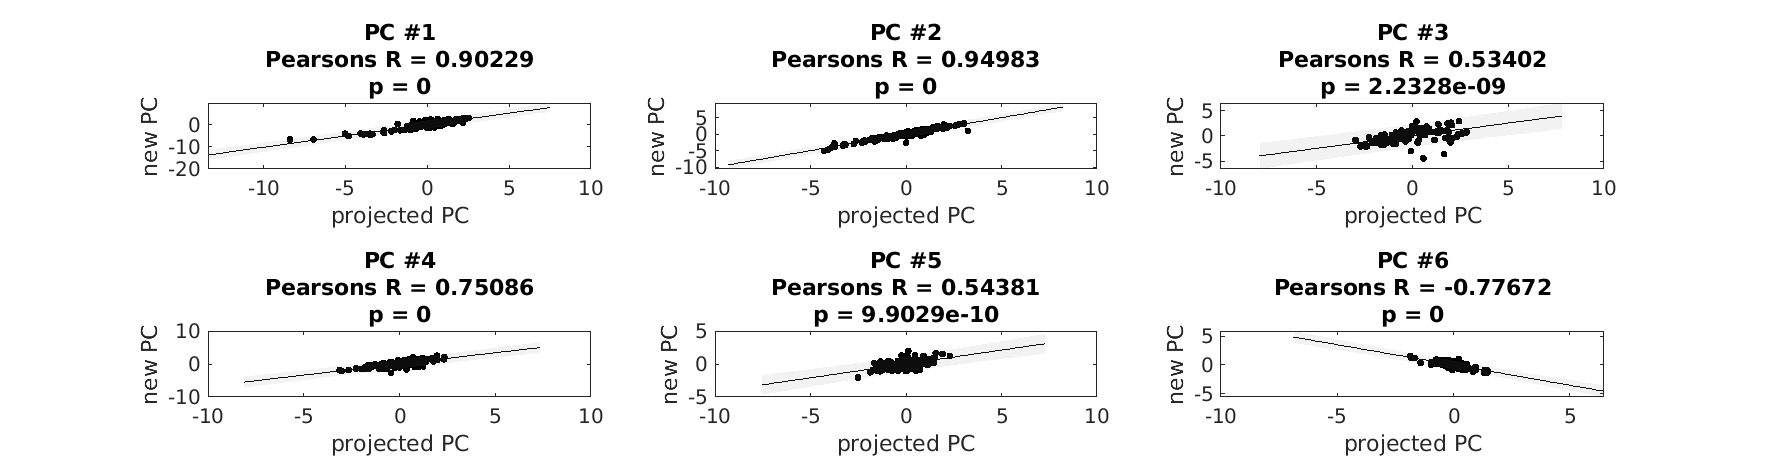 PC #1
Pearsons R = 0.90229
p = 0
new PC
0
-10
-20
-10
-5
0
5
10
projected PC
PC #2
Pearsons R = 0.94983
p = 0
new PC
5
0
-5
-10
-10
-5
0
5
10
projected PC
PC #3
Pearsons R = 0.53402
p = 2.2328e-09
new PC
5
0
-5
-10
-5
0
5
10
projected PC
PC #4
Pearsons R = 0.75086
p = 0
new PC
10
0
-10
-10
-5
0
5
10
projected PC
PC #5
Pearsons R = 0.54381
p = 9.9029e-10
new PC
5
0
-5
-10
-5
0
5
10
projected PC
PC #6
Pearsons R = -0.77672
p = 0
new PC
5
0
-5
-10
-5
0
5
projected PC